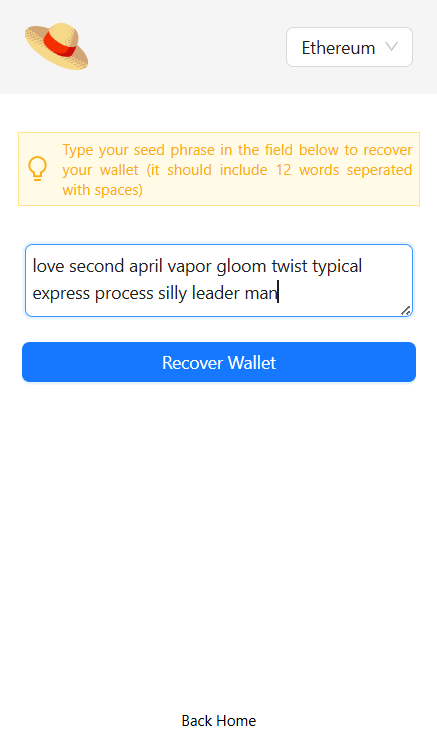 Ethereum
Type your seed phrase in the field below to recover
your wallet (it should include 12 words seperated
with spaces)
love second april vapor gloom twist typical
express process silly leader man
Recover Wallet
Back Home